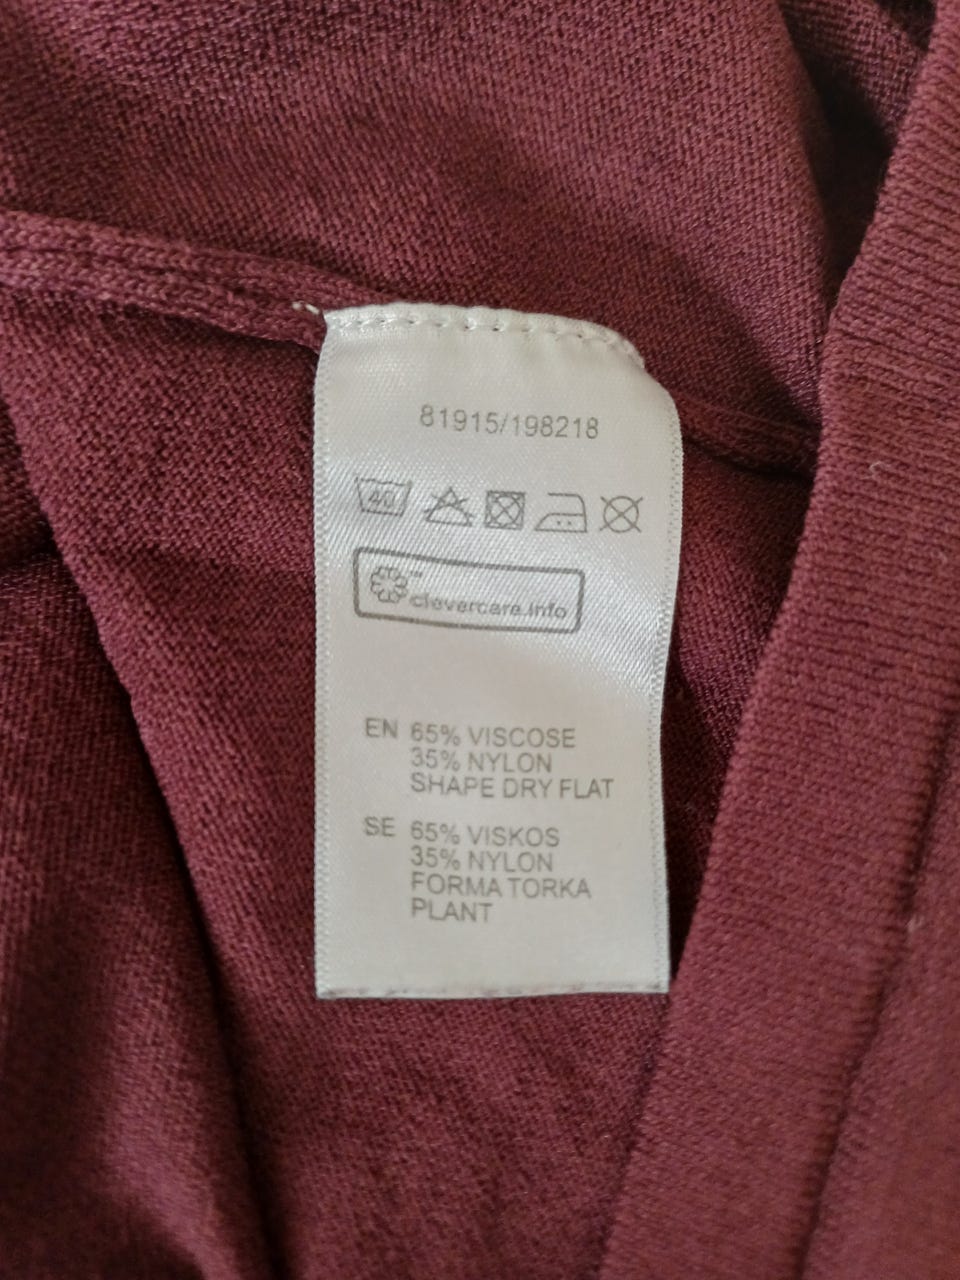 81915/198218
40
clevercare.info
EN 65% VISCOSE
35% NYLON
SHAPE DRY FLAT
SE 65% VISKOS
35% NYLON
FORMA TORKA
PLANT